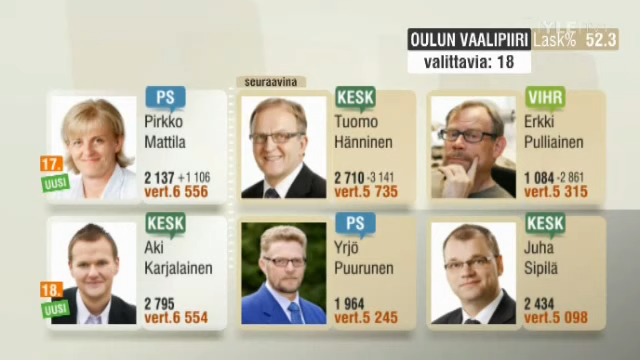 YLE
OULUN VAALIPIIRI Lask% 52.3
valittavia: 18
seuraavina
PS
Pirkko
Mattila
17.
UUSI
2 137 +1 106
vert.6 556
KESK
Tuomo
Hänninen
2 710 -3 141
vert.5 735
VIHR
Erkki
Pulliainen
1 084 -2 861
vert.5 315
KESK
Aki
Karjalainen
18.
UUSI
2 795
vert.6 554
PS
Yrjö
Puurunen
1 964
vert.5 245
KESK
Juha
Sipilä
2 434
vert.5 098